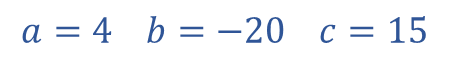 a = 4 b = −20 c = 15